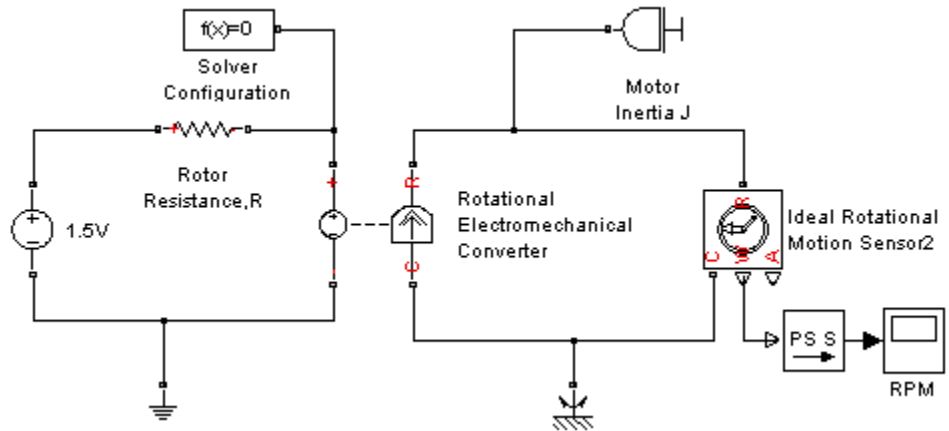 f(x)=0
Solver
Configuration
Motor
Inertia J
+
-
Rotor
Resistance,R
1.5V
+
-
R
C
Rotational
Electromechanical
Converter
R
C
W
A
Ideal Rotational
Motion Sensor2
PS S
RPM